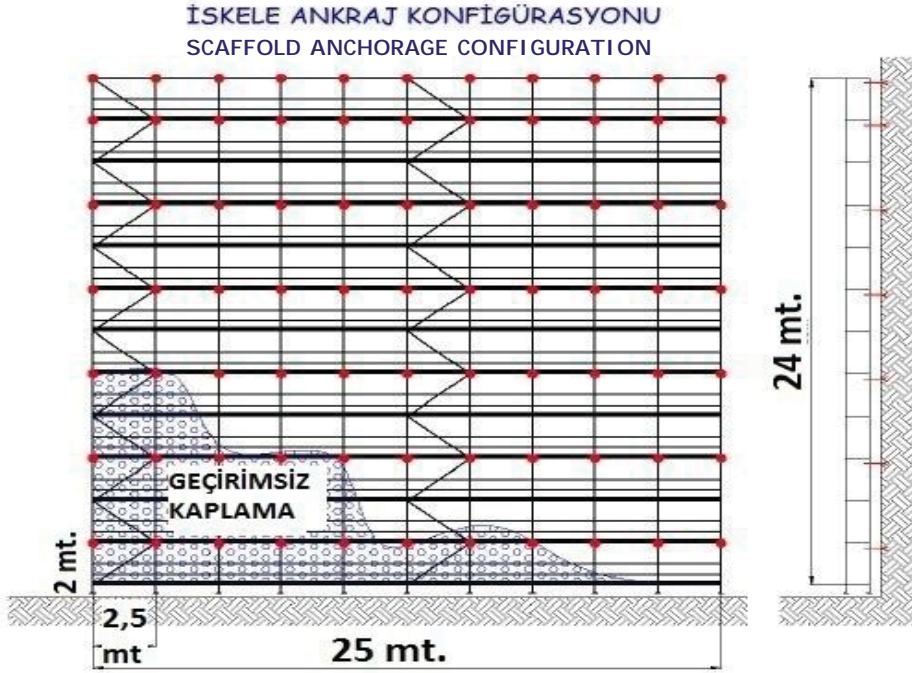 İSKELE ANKRAJ KONFİGÜRASYONU
SCAFFOLD ANCHORAGE CONFIGURATION
24 mt.
GEÇİRİMSİZ
KAPLAMA
2 mt.
2,5
mt
25 mt.